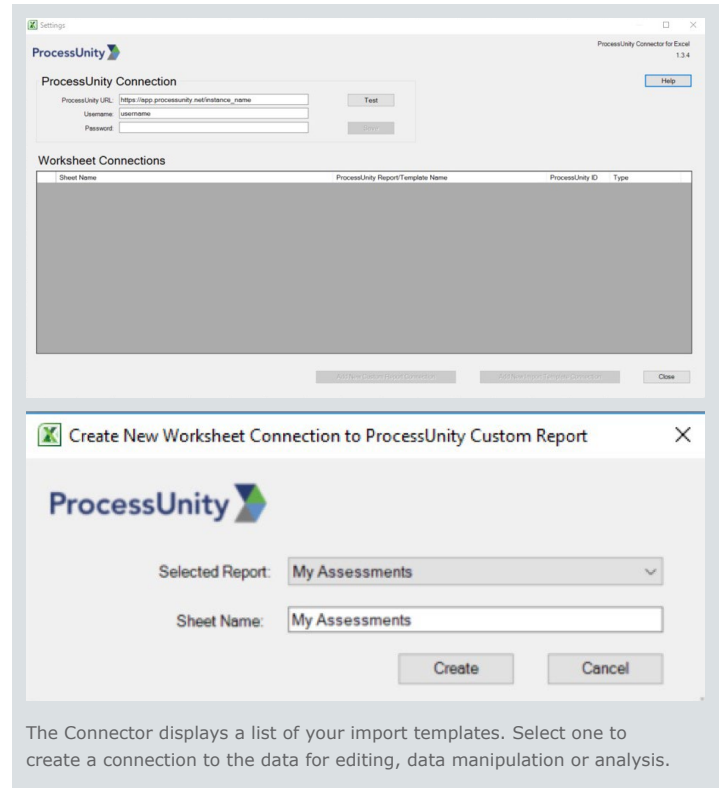 Settings
ProcessUnity
ProcessUnity Connector for Excel
1.3.4
ProcessUnity Connection
Help
ProcessUnity URL: https://app.processunity.net/instance_name
Test
Username: username
Password:
Worksheet Connections
Sheet Name ProcessUnity Report/Template Name ProcessUnity ID Type
Close
Create New Worksheet Connection to ProcessUnity Custom Report
ProcessUnity
Selected Report: My Assessments
Sheet Name: My Assessments
Create Cancel
The Connector displays a list of your import templates. Select one to
create a connection to the data for editing, data manipulation or analysis.